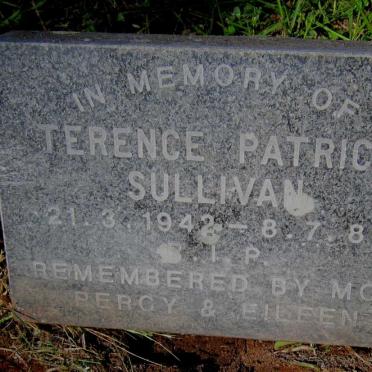 IN MEMORY OF
TERENCE PATRIC
SULLIVAN
21.3.1942 – 8.7.8
R.I.P.
REMEMBERED BY MO
PERCY & EILEEN